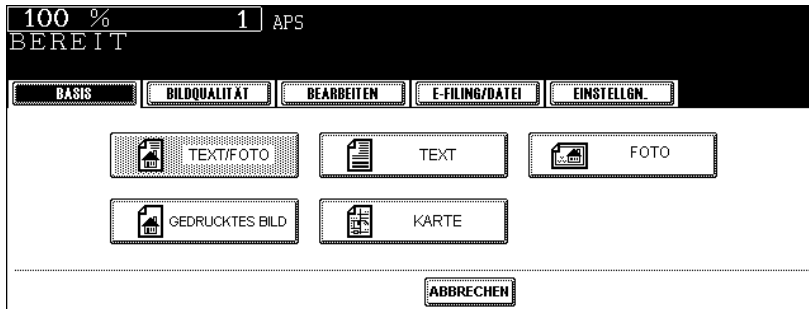 100 % 1 APS
BEREIT
BASIS BILDQUALITÄT BEARBEITEN E-FILING/DATEI EINSTELLGN.
TEXT/FOTO TEXT FOTO
GEDRUCKTES BILD KARTE
ABBRECHEN